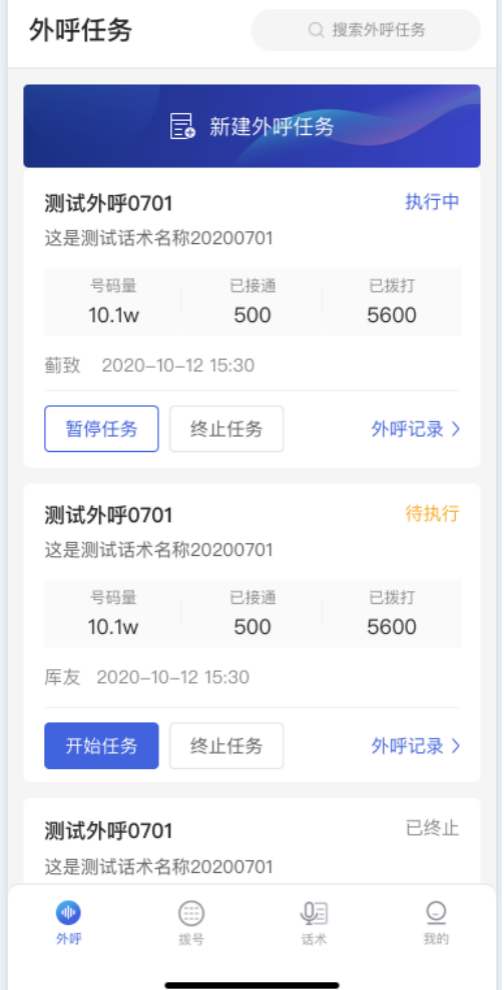 外呼任务
搜索外呼任务
新建外呼任务
测试外呼0701 执行中
这是测试话术名称20200701
号码量 已接通 已拨打
10.1w 500 5600
蓟致 2020-10-12 15:30
暂停任务 终止任务 外呼记录
测试外呼0701 待执行
这是测试话术名称20200701
号码量 已接通 已拨打
10.1w 500 5600
厍友 2020-10-12 15:30
开始任务 终止任务 外呼记录
测试外呼0701 已终止
这是测试话术名称20200701
外呼 拨号 话术 我的